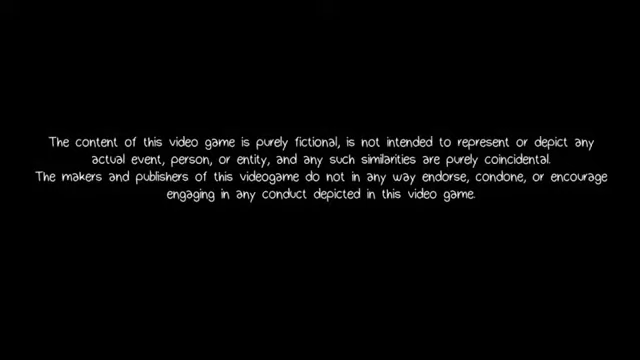 The content of this video game is purely fictional, is not intended to represent or depict any
actual event, person, or entity, and any such similarities are purely coincidental.
The makers and publishers of this videogame do not in any way endorse, condone, or encourage
engaging in any conduct depicted in this video game.